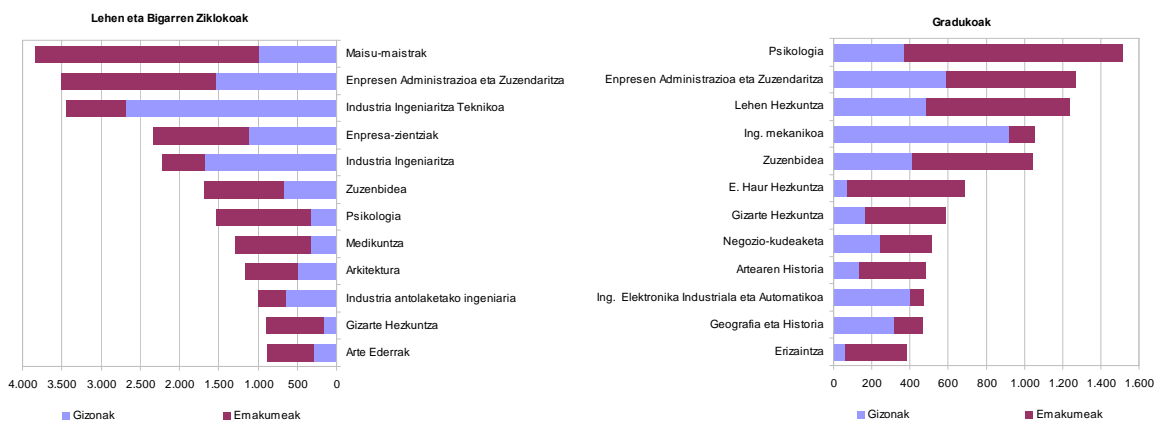 Lehen eta Bigarren Ziklokoak
Maisu-maistrak
Enpresen Administrazioa eta Zuzendaritza
Industria Ingeniaritza Teknikoa
Enpresa-zientziak
Industria Ingeniaritza
Zuzenbidea
Psikologia
Medikuntza
Arkitektura
Industria antolaketako ingeniaria
Gizarte Hezkuntza
Arte Ederrak
4.000 3.500 3.000 2.500 2.000 1.500 1.000 500 0
Gizonak Emakumeak
Gradukoak
Psikologia
Enpresen Administrazioa eta Zuzendaritza
Lehen Hezkuntza
Ing. mekanikoa
Zuzenbidea
E. Haur Hezkuntza
Gizarte Hezkuntza
Negozio-kudeaketa
Artearen Historia
Ing. Elektronika Industriala eta Automatikoa
Geografia eta Historia
Erizaintza
0 200 400 600 800 1.000 1.200 1.400 1.600
Gizonak Emakumeak